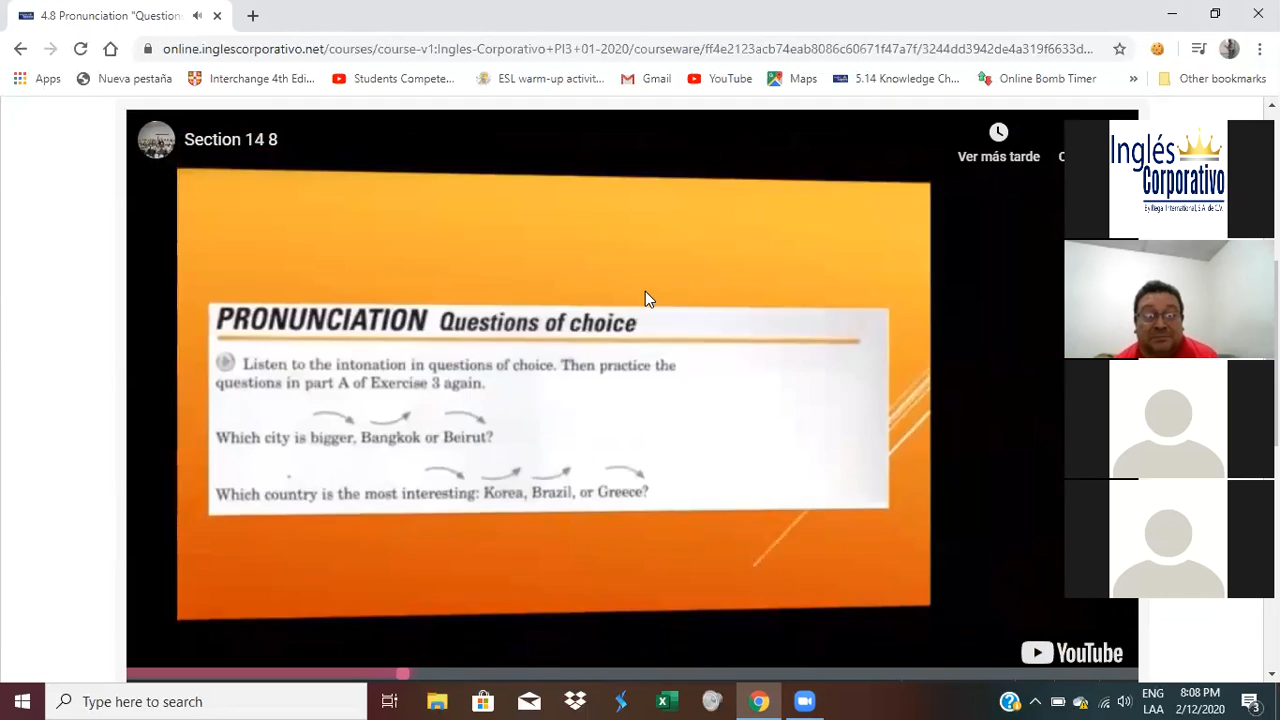 4.8 Pronunciation "Question
online.inglescorporativo.net/courses/course-v1:Ingles-Corporativo+PI3+01-2020/courseware/ff4e2123acb74eab8086c60671f47a7f/3244dd3942de4a319f6633d...
Apps
Nueva pestaña
Interchange 4th Edi...
Students Compete...
ESL warm-up activit...
Gmail
YouTube
Maps
5.14 Knowledge Ch...
Online Bomb Timer
»
Other bookmarks
Section 14 8
Ver más tarde
Inglés
Corporativo
PRONUNCIATION Questions of choice
Listen to the intonation in questions of choice. Then practice the
questions in part A of Exercise 3 again.
Which city is bigger, Bangkok or Beirut?
Which country is the most interesting: Korea, Brazil, or Greece?
YouTube
Type here to search
ENG
LAA
8:08 PM
2/12/2020
3